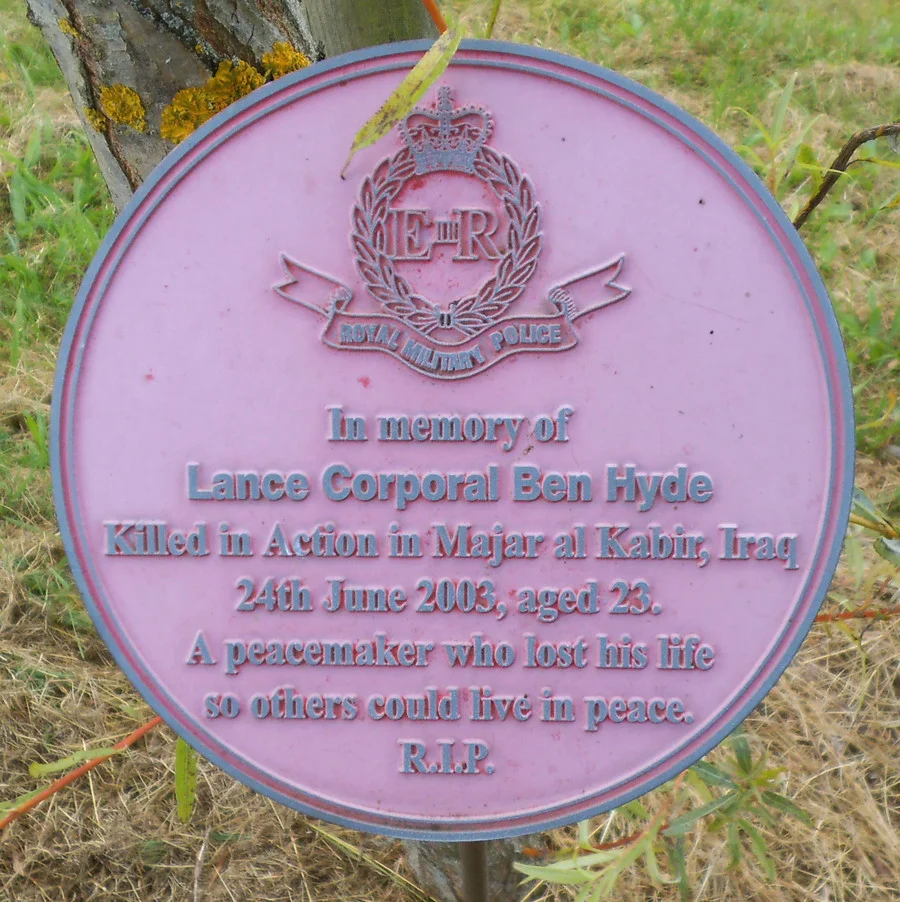 E II R
ROYAL MILITARY POLICE
In memory of
Lance Corporal Ben Hyde
Killed in Action in Majar al Kabir, Iraq
24th June 2003, aged 23.
A peacemaker who lost his life
so others could live in peace.
R.I.P.